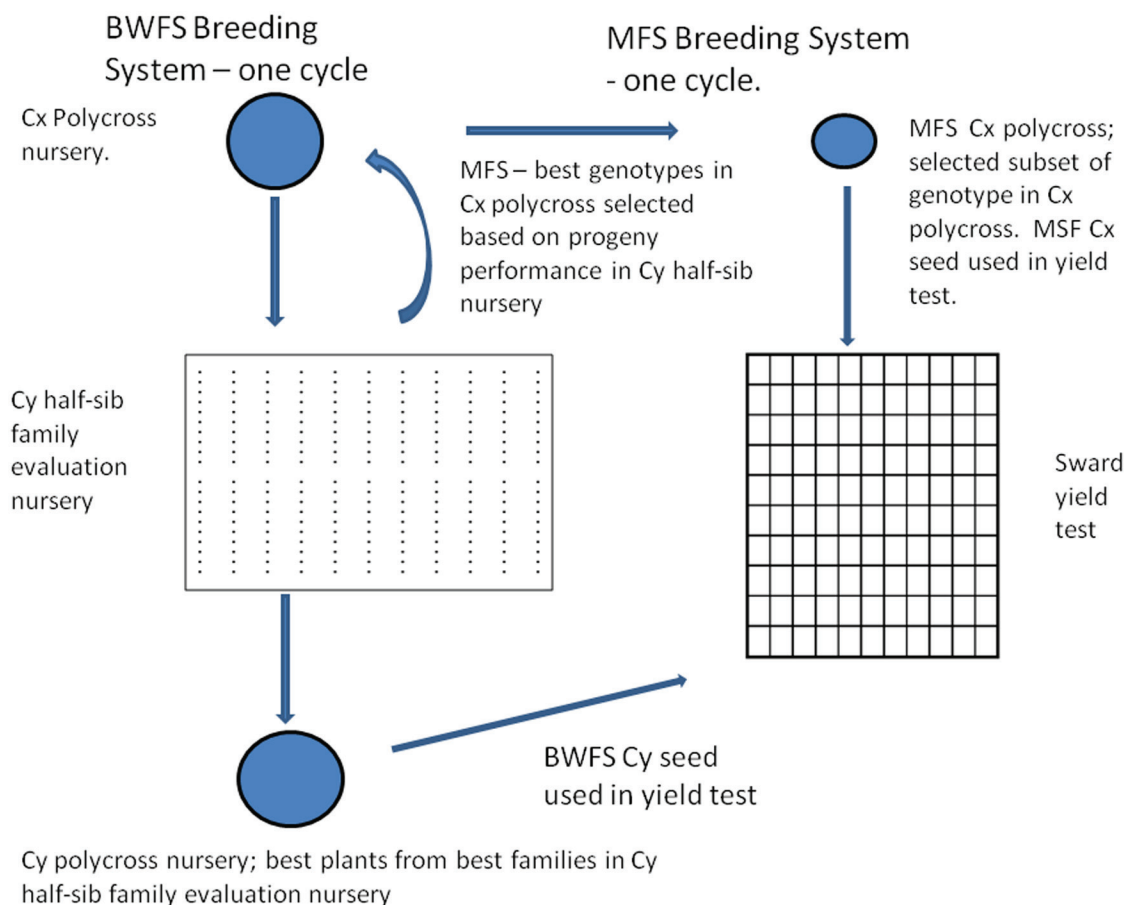 BWFS Breeding
System – one cycle
MFS Breeding System
- one cycle.
Cx Polycross
nursery.
MFS – best genotypes in
Cx polycross selected
based on progeny
performance in Cy half-sib
nursery
MFS Cx polycross;
selected subset of
genotype in Cx
polycross. MSF Cx
seed used in yield
test.
Cy half-sib
family
evaluation
nursery
Sward
yield
test
BWFS Cy seed
used in yield test
Cy polycross nursery; best plants from best families in Cy
half-sib family evaluation nursery